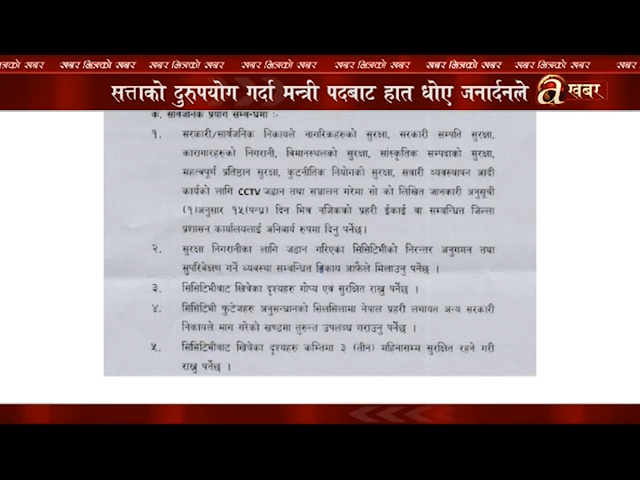 खबर भित्रको खबर खबर भित्रको खबर खबर भित्रको खबर खबर भित्रको खबर खबर भित्रको खबर
सत्ताको दुरुपयोग गर्दा मन्त्री पदबाट हात धोए जनार्दनले a खबर
क. सार्वजनिक प्रयोग सम्बन्धमा :-
१. सरकारी/सार्वजनिक निकायले नागरिकहरुको सुरक्षा, सरकारी सम्पति सुरक्षा,
कारागारहरुको निगरानी, विमानस्थलको सुरक्षा, सांस्कृतिक सम्पदाको सुरक्षा,
महत्वपूर्ण प्रतिष्ठान सुरक्षा, कुटनीतिक नियोगको सुरक्षा, सवारी व्यवस्थापन आदी
कार्यको लागि CCTV जडान तथा सञ्चालन गरेमा सो को लिखित जानकारी अनुसूची
(१)अनुसार १५(पन्ध्र) दिन भित्र नजिकको प्रहरी ईकाई वा सम्बन्धित जिल्ला
प्रशासन कार्यालयलाई अनिवार्य रुपमा दिनु पर्नेछ।
२. सुरक्षा निगरानीका लागि जडान गरिएका सिसिटिभीको निरन्तर अनुगमन तथा
सुपरिवेक्षण गर्ने व्यवस्था सम्बन्धित निकाय आफैले मिलाउनु पर्नेछ ।
३. सिसिटिभीबाट खिचेका दृश्यहरु गोप्य एवं सुरक्षित राख्नु पर्नेछ ।
४. सिसिटिभी फुटेजहरु अनुसन्धानको सिलसिलामा नेपाल प्रहरी लगायत अन्य सरकारी
निकायले माग गरेको खण्डमा तुरुन्त उपलब्ध गराउनु पर्नेछ ।
५. सिसिटिभीबाट खिचेका दृश्यहरु कम्तिमा ३ (तीन) महिनासम्म सुरक्षित रहने गरी
राख्नु पर्नेछ ।